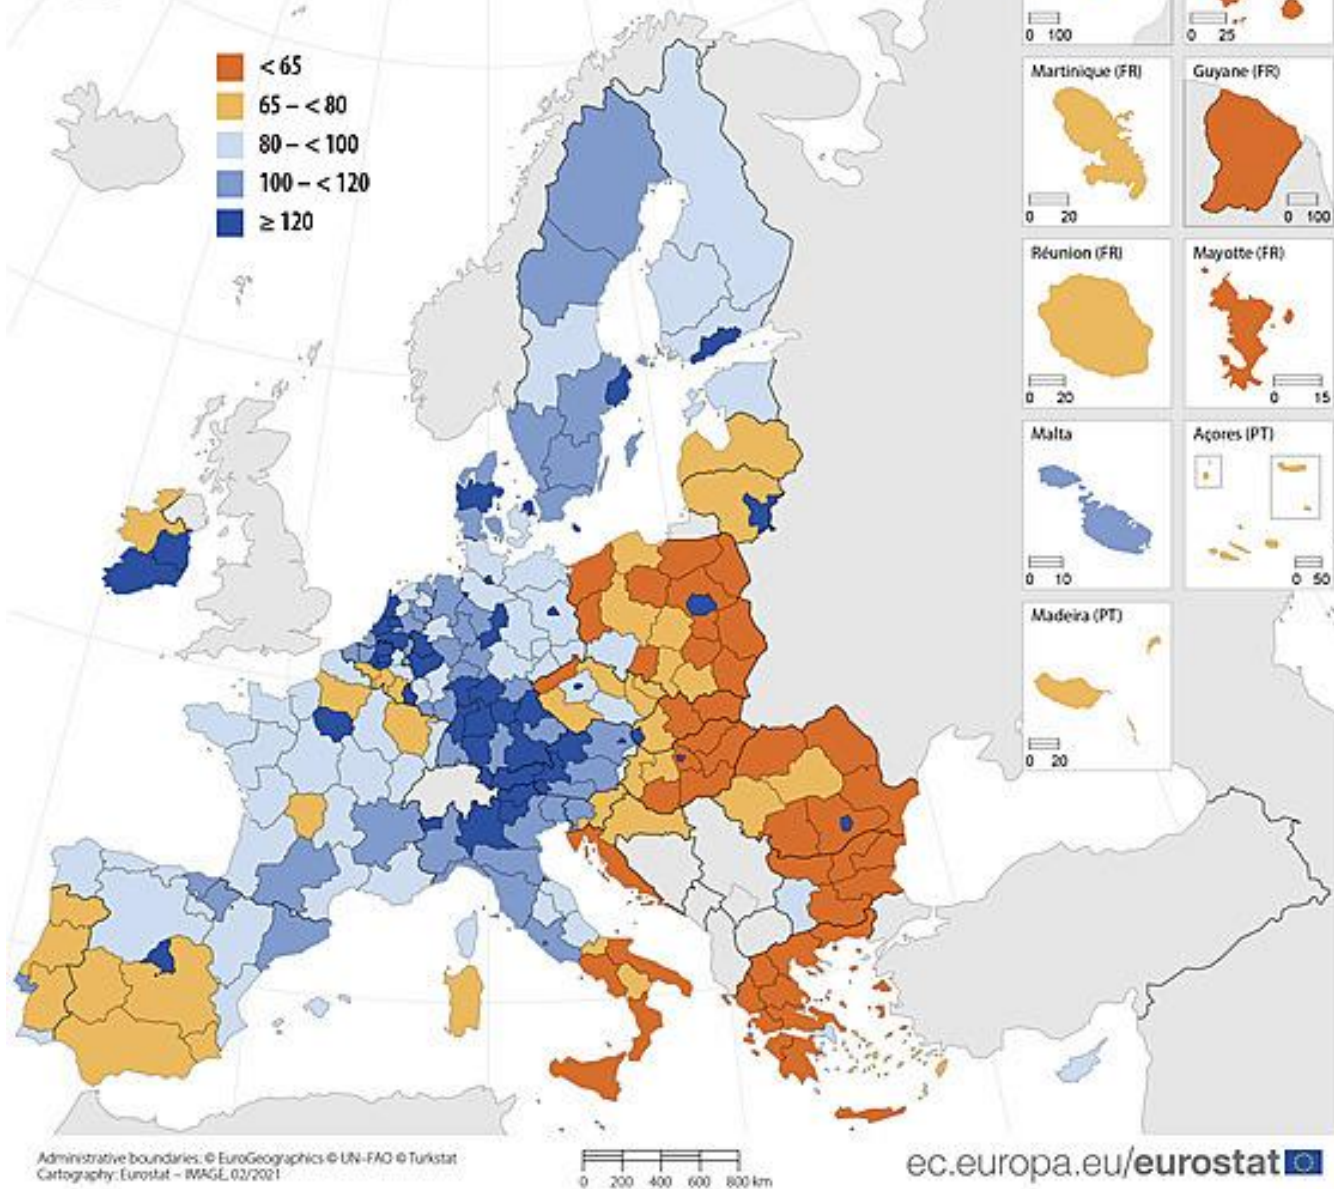 < 65
65 – < 80
80 – < 100
100 – < 120
≥ 120
0 100
0 25
Martinique (FR)
0 20
Guyane (FR)
0 100
Réunion (FR)
0 20
Mayotte (FR)
0 15
Malta
0 10
Açores (PT)
0 50
Madeira (PT)
0 20
Administrative boundaries: © EuroGeographics © UN–FAO © Turkstat
Cartography: Eurostat – IMAGE, 02/2021
0 200 400 600 800 km
ec.europa.eu/eurostat